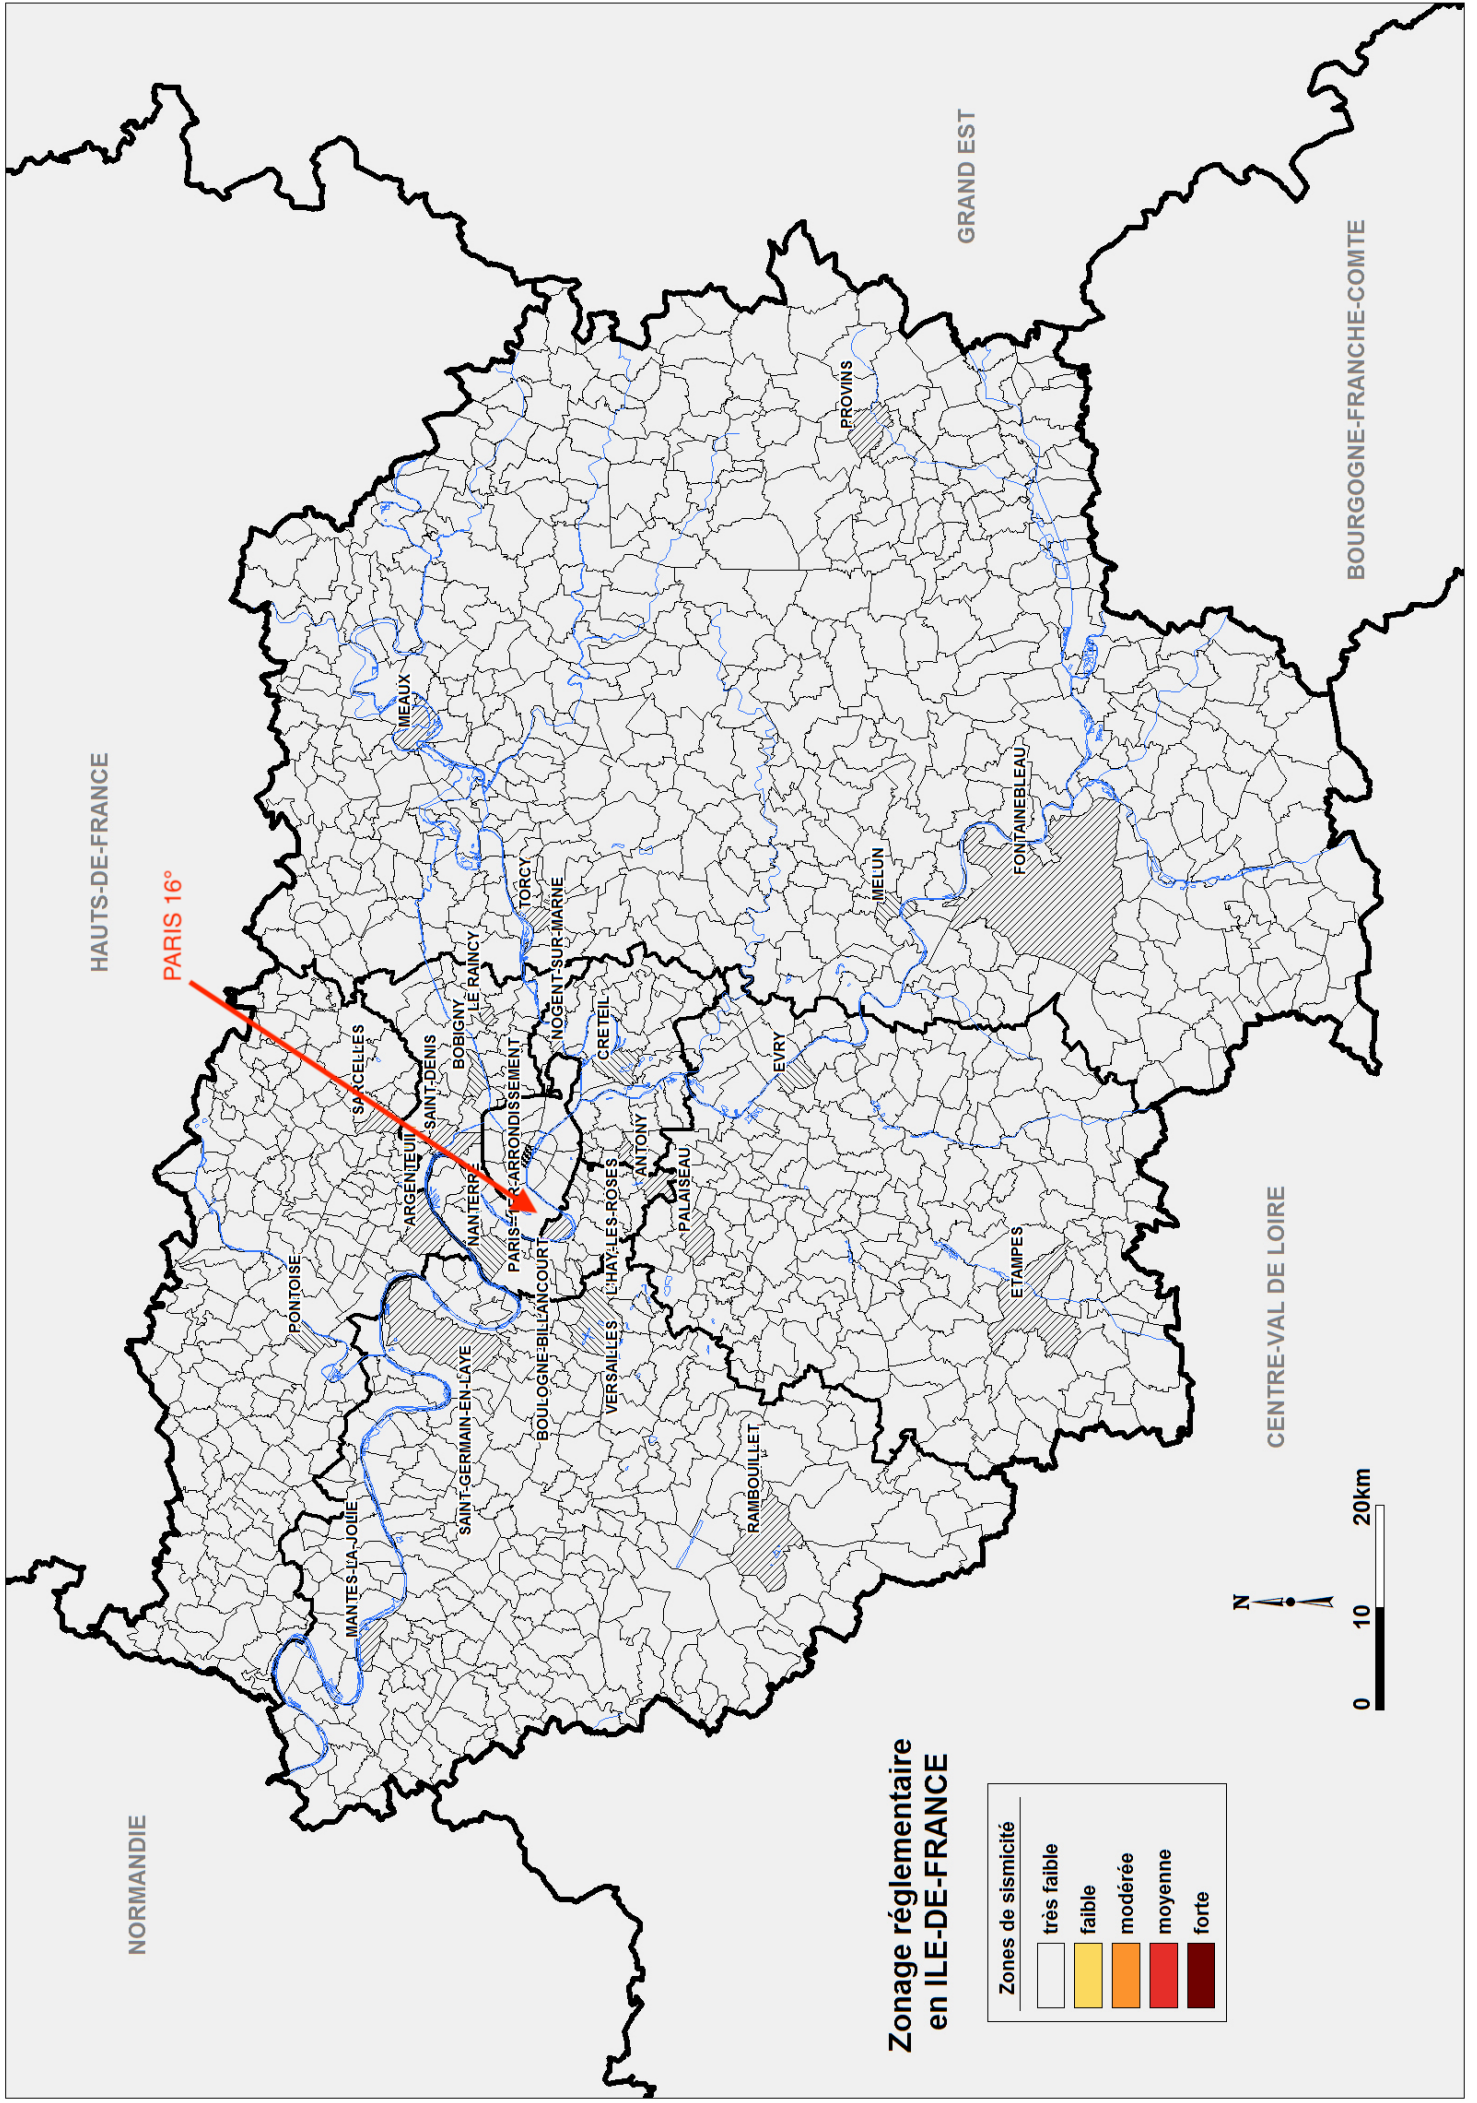 HAUTS-DE-FRANCE
NORMANDIE
GRAND EST
BOURGOGNE-FRANCHE-COMTE
CENTRE-VAL DE LOIRE
PARIS 16°
MANTES-LA-JOLIE
PONTOISE
SARCELLES
ARGENTEUIL
SAINT-DENIS
BOBIGNY
LE RAINCY
MEAUX
SAINT-GERMAIN-EN-LAYE
NANTERRE
PARIS-1ER-ARRONDISSEMENT
TORCY
BOULOGNE-BILLANCOURT
NOGENT-SUR-MARNE
VERSAILLES
L'HAY-LES-ROSES
CRETEIL
ANTONY
PALAISEAU
RAMBOUILLET
EVRY
MELUN
PROVINS
ETAMPES
FONTAINEBLEAU
Zonage réglementaire
en ILE-DE-FRANCE
Zones de sismicité
très faible
faible
modérée
moyenne
forte
N
0 10 20km